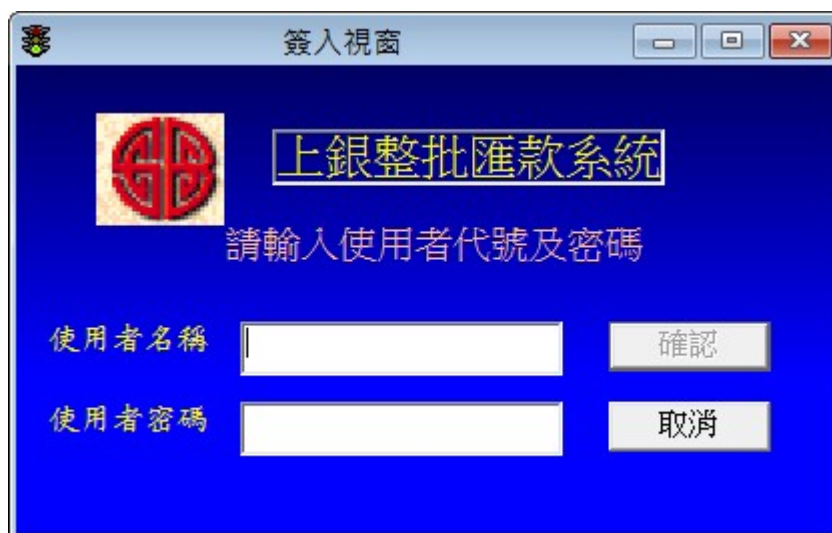 簽入視窗
上銀整批匯款系統
請輸入使用者代號及密碼
使用者名稱
確認
使用者密碼
取消